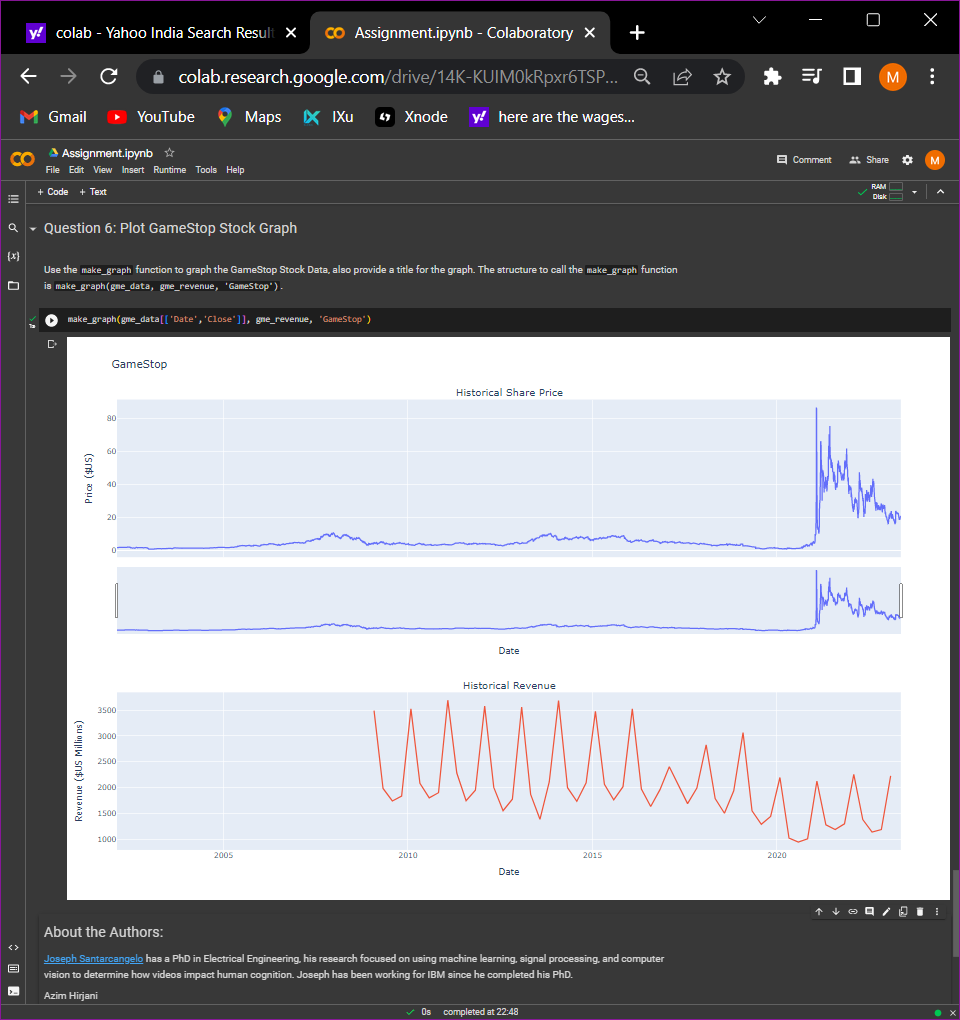 colab - Yahoo India Search Result
Assignment.ipynb - Colaboratory
colab.research.google.com/drive/14K-KUIM0kRpxr6TSP...
M
Gmail
YouTube
Maps
IXu
Xnode
here are the wages...
Assignment.ipynb
File Edit View Insert Runtime Tools Help
Comment
Share
M
+ Code + Text
RAM
Disk
Question 6: Plot GameStop Stock Graph
Use the make_graph function to graph the GameStop Stock Data, also provide a title for the graph. The structure to call the make_graph function
is make_graph(gme_data, gme_revenue, 'GameStop').
make_graph(gme_data[['Date','Close']], gme_revenue, 'GameStop')
GameStop
Historical Share Price
80
60
40
20
0
Price ($US)
Date
Historical Revenue
3500
3000
2500
2000
1500
1000
Revenue ($US Millions)
2005 2010 2015 2020
Date
About the Authors:
Joseph Santarcangelo has a PhD in Electrical Engineering, his research focused on using machine learning, signal processing, and computer
vision to determine how videos impact human cognition. Joseph has been working for IBM since he completed his PhD.
Azim Hirjani
0s completed at 22:48